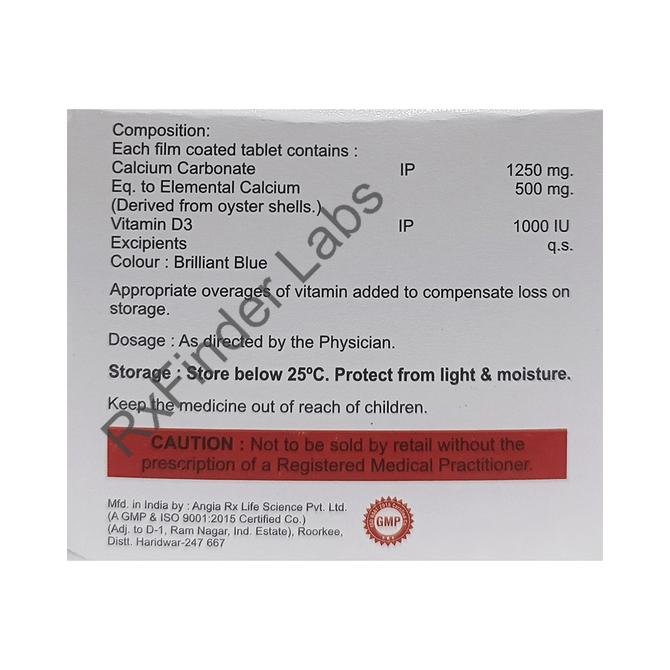 Composition:
Each film coated tablet contains :
Calcium Carbonate IP 1250 mg.
Eq. to Elemental Calcium 500 mg.
(Derived from oyster shells.)
Vitamin D3 IP 1000 IU
Excipients q.s.
Colour : Brilliant Blue
Appropriate overages of vitamin added to compensate loss on
storage.
Dosage : As directed by the Physician.
Storage : Store below 25ºC. Protect from light & moisture.
Keep the medicine out of reach of children.
CAUTION : Not to be sold by retail without the
prescription of a Registered Medical Practitioner.
Mfd. in India by : Angia Rx Life Science Pvt. Ltd.
(A GMP & ISO 9001:2015 Certified Co.)
(Adj. to D-1, Ram Nagar, Ind. Estate), Roorkee,
Distt. Haridwar-247 667
GMP
RxFinder Labs